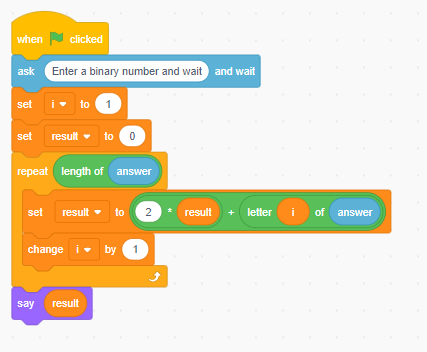 when clicked
ask Enter a binary number and wait and wait
set i to 1
set result to 0
repeat length of answer
set result to 2 * result + letter i of answer
change i by 1
say result